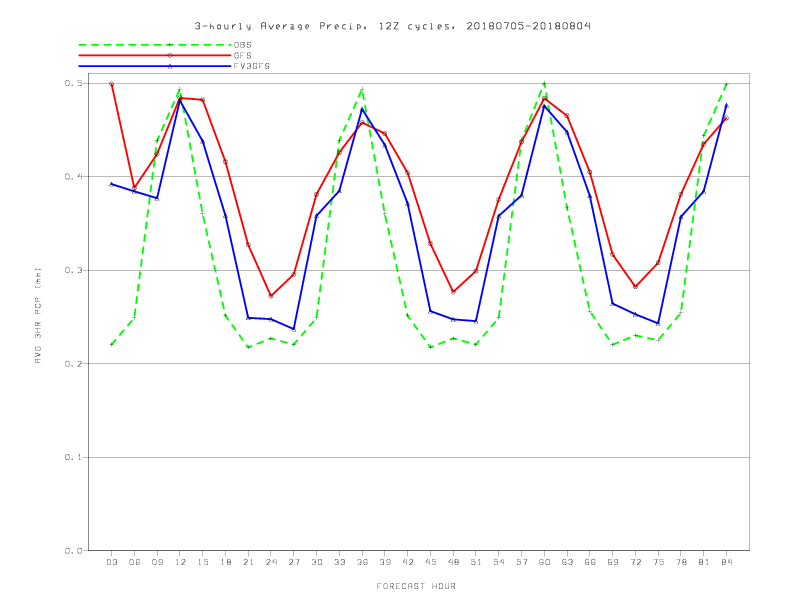 3-hourly Average Precip, 12Z cycles, 20180705-20180804
OBS
GFS
FV3GFS
0.5
0.4
0.3
0.2
0.1
0.0
AVG 3HR PCP (mm)
03 06 09 12 15 18 21 24 27 30 33 36 39 42 45 48 51 54 57 60 63 66 69 72 75 78 81 84
FORECAST HOUR